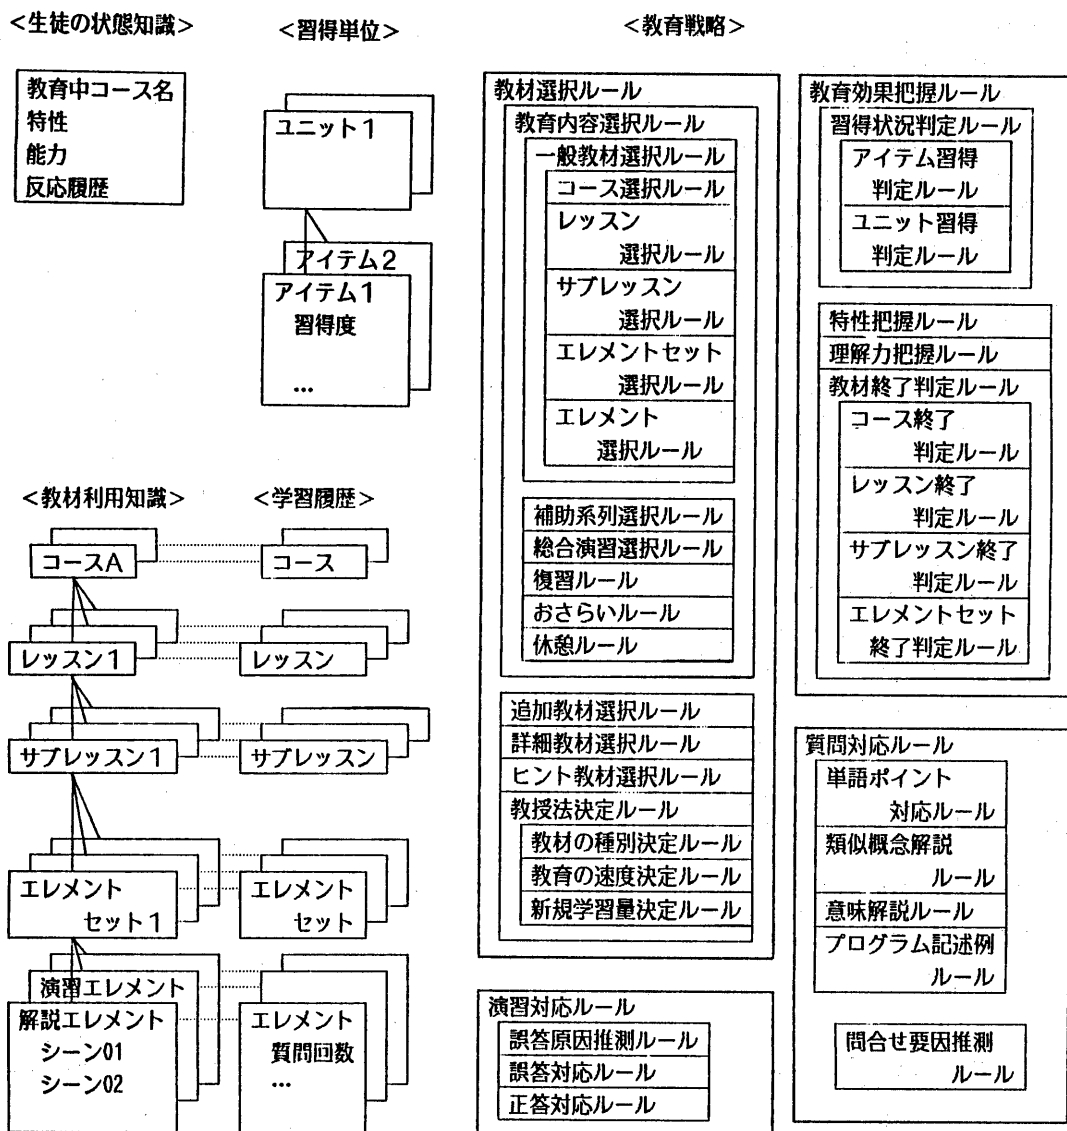 <生徒の状態知識>
教育中コース名
特性
能力
反応履歴
<習得単位>
ユニット1
アイテム2
アイテム1
習得度
…
<教材利用知識>
コースA
レッスン1
サブレッスン1
エレメント
セット1
演習エレメント
解説エレメント
シーン01
シーン02
<学習履歴>
コース
レッスン
サブレッスン
エレメント
セット
エレメント
質問回数
…
<教育戦略>
教材選択ルール
教育内容選択ルール
一般教材選択ルール
コース選択ルール
レッスン
選択ルール
サブレッスン
選択ルール
エレメントセット
選択ルール
エレメント
選択ルール
補助系列選択ルール
総合演習選択ルール
復習ルール
おさらいルール
休憩ルール
追加教材選択ルール
詳細教材選択ルール
ヒント教材選択ルール
教授法決定ルール
教材の種別決定ルール
教育の速度決定ルール
新規学習量決定ルール
演習対応ルール
誤答原因推測ルール
誤答対応ルール
正答対応ルール
教育効果把握ルール
習得状況判定ルール
アイテム習得
判定ルール
ユニット習得
判定ルール
特性把握ルール
理解力把握ルール
教材終了判定ルール
コース終了
判定ルール
レッスン終了
判定ルール
サブレッスン終了
判定ルール
エレメントセット
終了判定ルール
質問対応ルール
単語ポイント
対応ルール
類似概念解説
ルール
意味解説ルール
プログラム記述例
ルール
問合せ要因推測
ルール